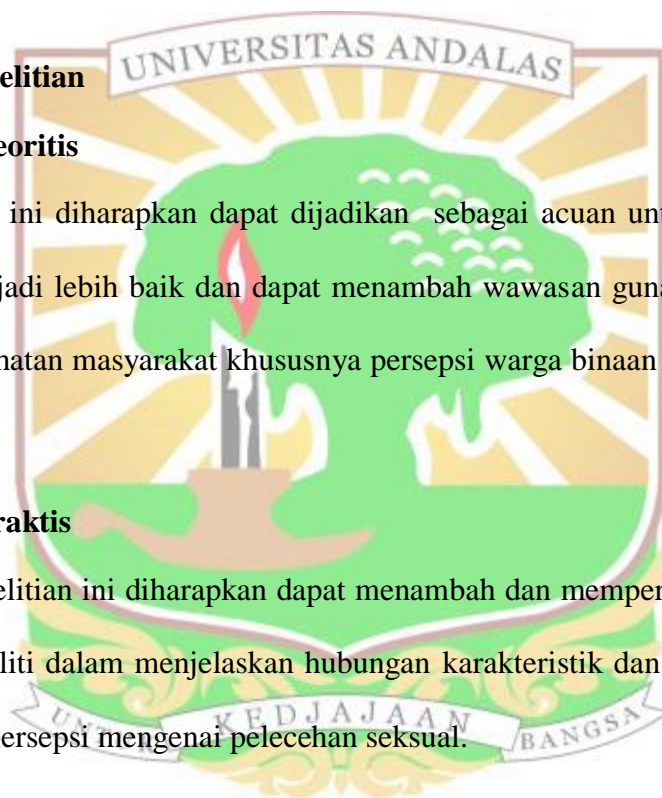 UNIVERSITAS ANDALAS
elitian
eoritis
ini diharapkan dapat dijadikan sebagai acuan unt
jadi lebih baik dan dapat menambah wawasan guna
hatan masyarakat khususnya persepsi warga binaan
raktis
elitian ini diharapkan dapat menambah dan memper
liti dalam menjelaskan hubungan karakteristik dan
persepsi mengenai pelecehan seksual.
KEDJAJAAN BANGSA